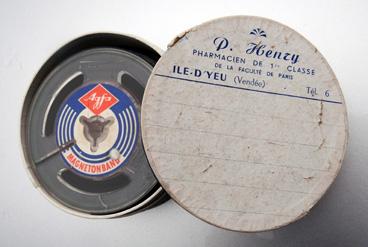 Agfa
MAGNETONBAND
P. Henry
PHARMACIEN DE 1re CLASSE
DE LA FACULTÉ DE PARIS
ILE-D'YEU (Vendée) Tél. 6